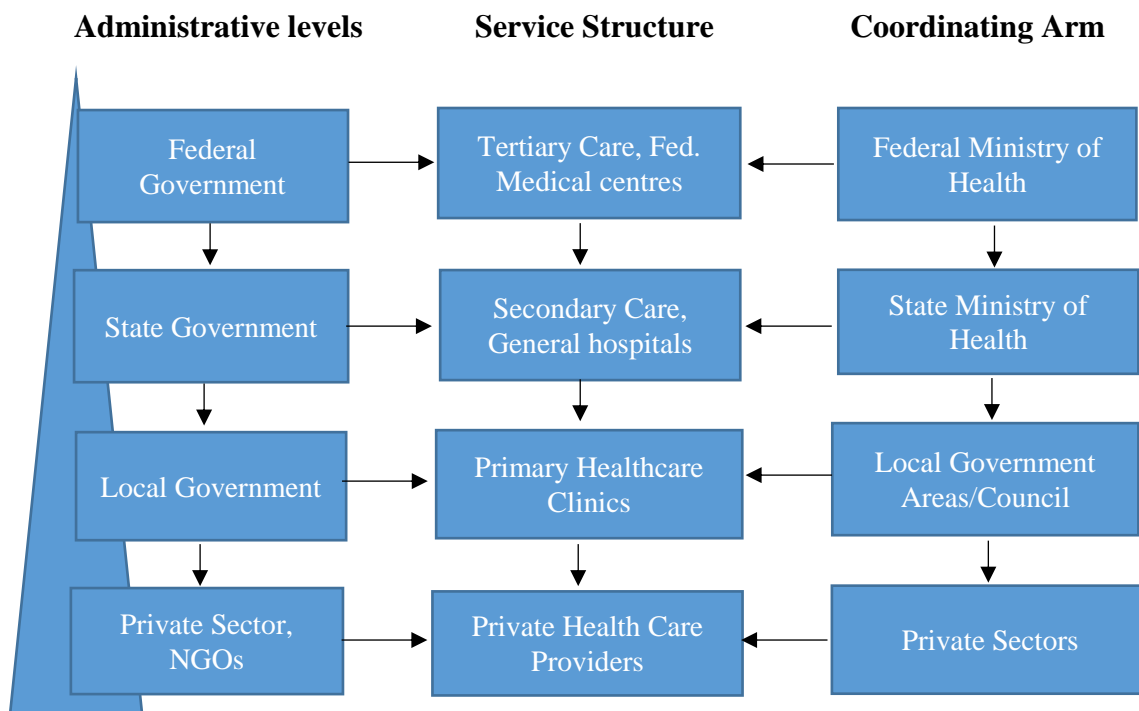 Administrative levels
Service Structure
Coordinating Arm
Federal
Government
Tertiary Care, Fed.
Medical centres
Federal Ministry of
Health
State Government
Secondary Care,
General hospitals
State Ministry of
Health
Local Government
Primary Healthcare
Clinics
Local Government
Areas/Council
Private Sector,
NGOs
Private Health Care
Providers
Private Sectors